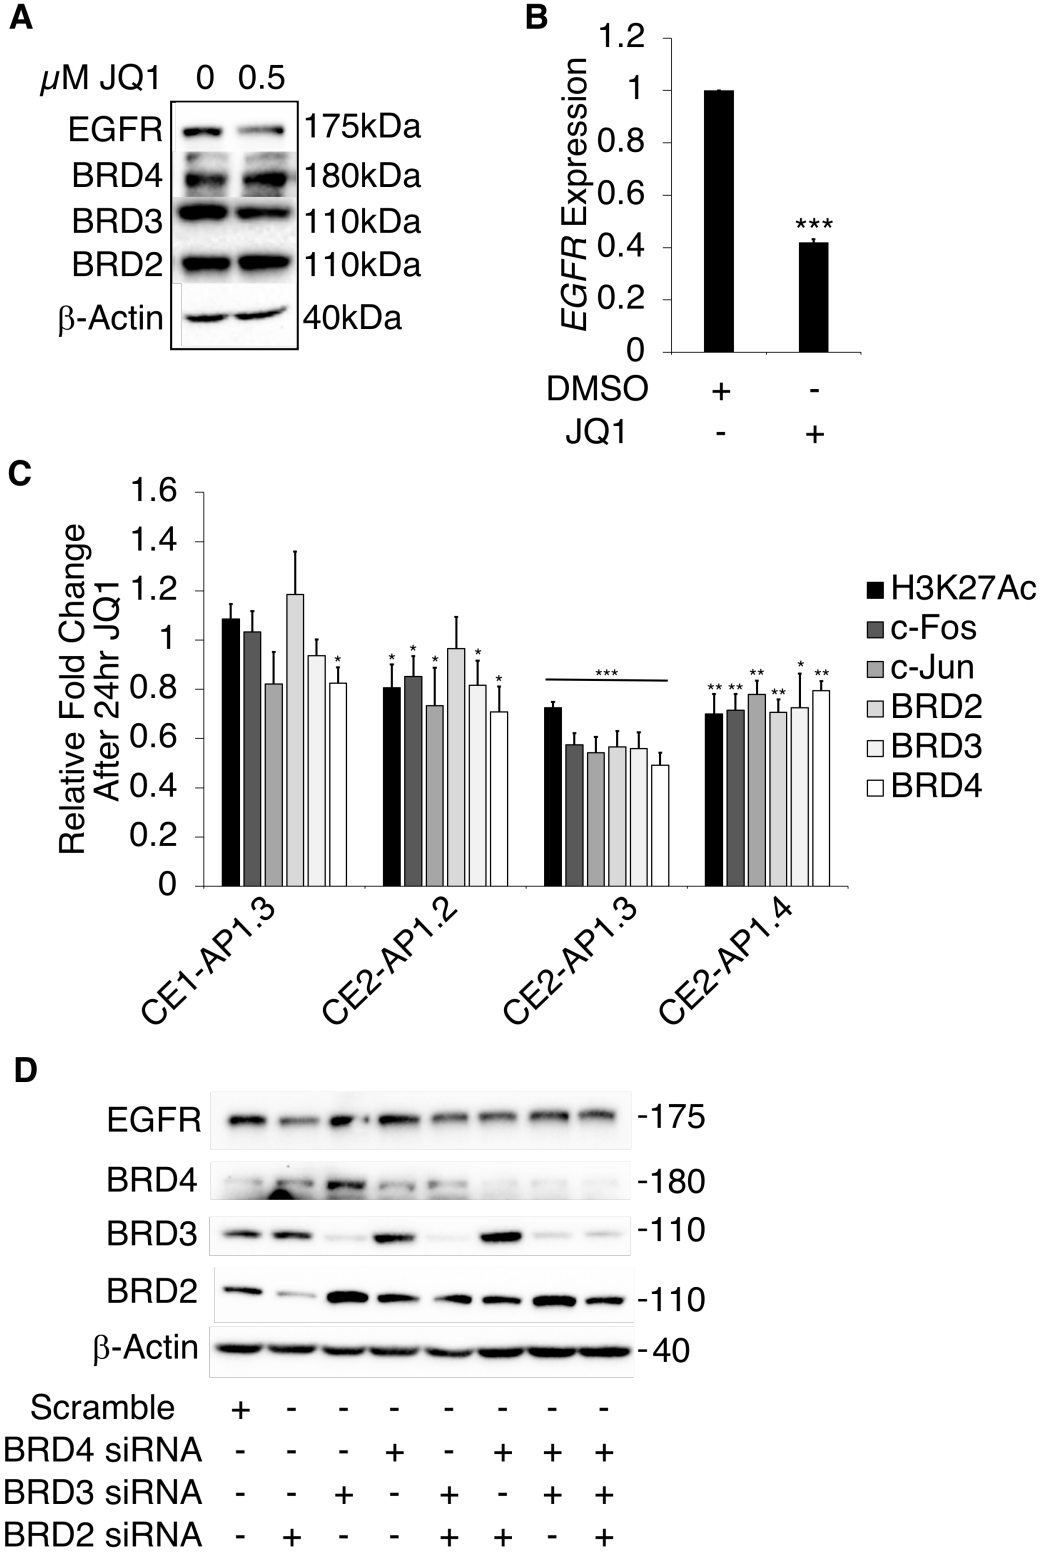 A
µM JQ1 0 0.5
EGFR 175kDa
BRD4 180kDa
BRD3 110kDa
BRD2 110kDa
β-Actin 40kDa
B
EGFR Expression
1.2
1
0.8
0.6
0.4
0.2
0
***
DMSO + -
JQ1 - +
C
Relative Fold Change
After 24hr JQ1
1.6
1.4
1.2
1
0.8
0.6
0.4
0.2
0
* * * * * * *** ** ** ** ** * **
CE1-AP1.3
CE2-AP1.2
CE2-AP1.3
CE2-AP1.4
H3K27Ac
c-Fos
c-Jun
BRD2
BRD3
BRD4
D
EGFR -175
BRD4 -180
BRD3 -110
BRD2 -110
β-Actin -40
Scramble + - - - - - - -
BRD4 siRNA - - - + - + + +
BRD3 siRNA - - + - + - + +
BRD2 siRNA - + - - + + - +